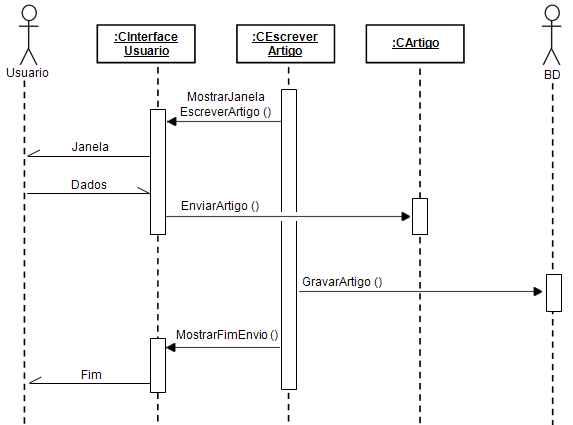 :CInterface
Usuario
:CEscrever
Artigo
:CArtigo
Usuario
BD
MostrarJanela
EscreverArtigo ()
Janela
Dados
EnviarArtigo ()
GravarArtigo ()
MostrarFimEnvio ()
Fim